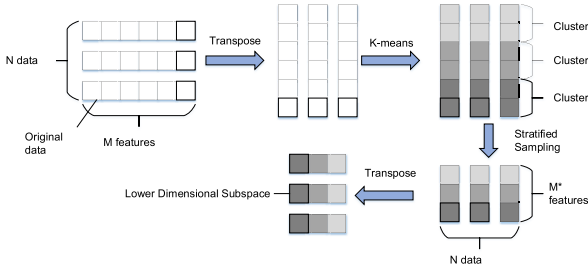 Transpose
K-means
Cluster
N data
Cluster
Cluster
Original
data
M features
Stratified
Sampling
Transpose
Lower Dimensional Subspace
M*
features
N data